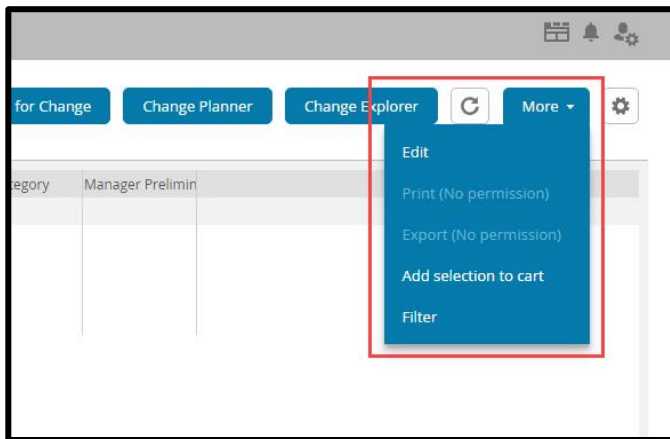 for Change Change Planner Change Explorer More
tegory Manager Prelimin
Edit
Print (No permission)
Export (No permission)
Add selection to cart
Filter